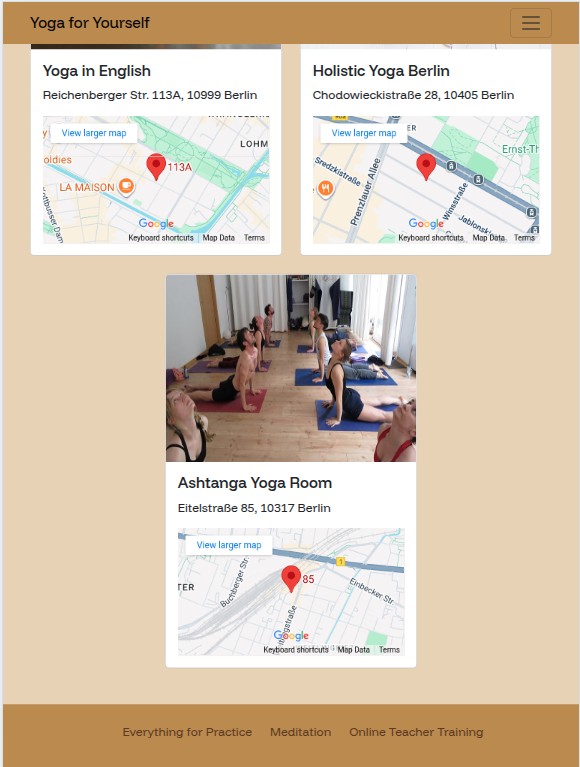 Yoga for Yourself
Yoga in English
Reichenberger Str. 113A, 10999 Berlin
View larger map
LOHM
oldies
113A
LA MAISON
Google
Keyboard shortcuts Map Data Terms
Holistic Yoga Berlin
Chodowieckistraße 28, 10405 Berlin
View larger map
ER
Ernst-Th
Sredzkistraße
Prenzlauer Allee
Winsstraße
Jablonski
Google
Keyboard shortcuts Map Data Terms
Ashtanga Yoga Room
Eitelstraße 85, 10317 Berlin
View larger map
1
85
TER
Buchberger Str.
Einbecker Str.
Google
Keyboard shortcuts Map Data Terms
Everything for Practice Meditation Online Teacher Training